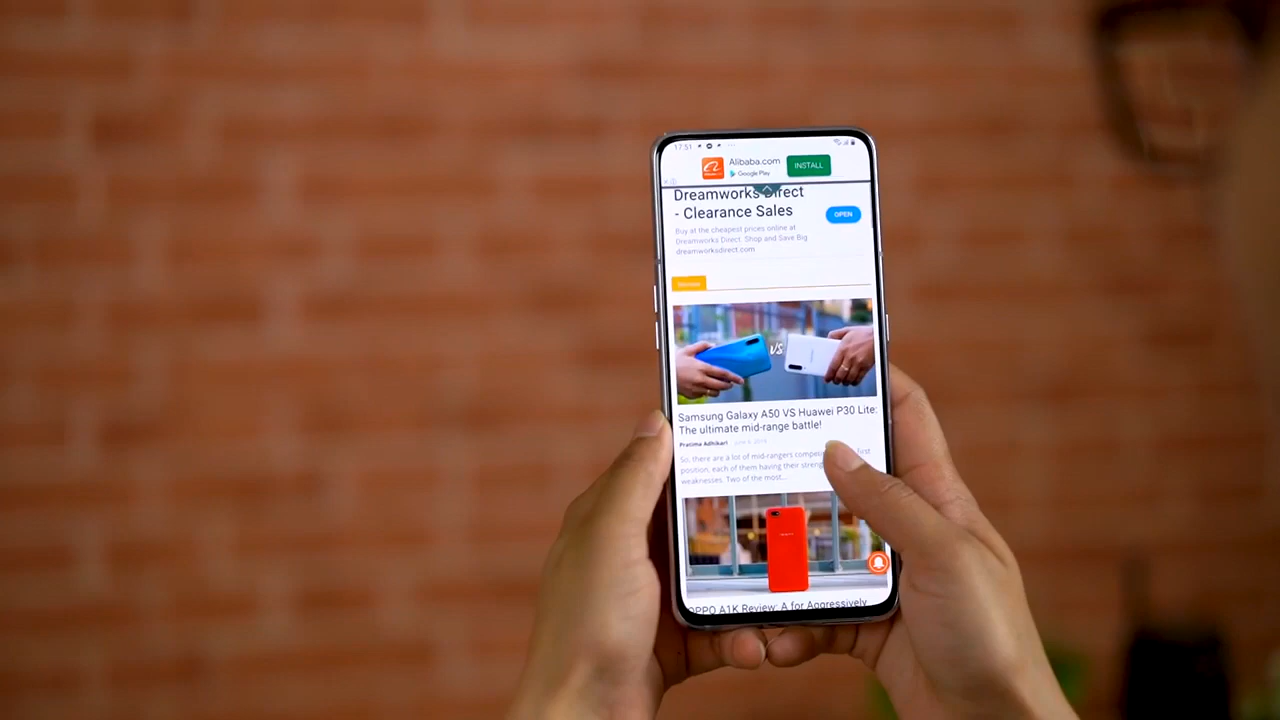 17:51
Alibaba.com
Google Play
INSTALL
Dreamworks Direct
- Clearance Sales
OPEN
Buy at the cheapest prices online at
Dreamworks Direct. Shop and Save Big
dreamworksdirect.com
VS
Samsung Galaxy A50 VS Huawei P30 Lite:
The ultimate mid-range battle!
Pratima Adhikari
So, there are a lot of mid-rangers first
position, each of them having their
weaknesses. Two of the most...
OPPO A1K Review: A for Aggressively